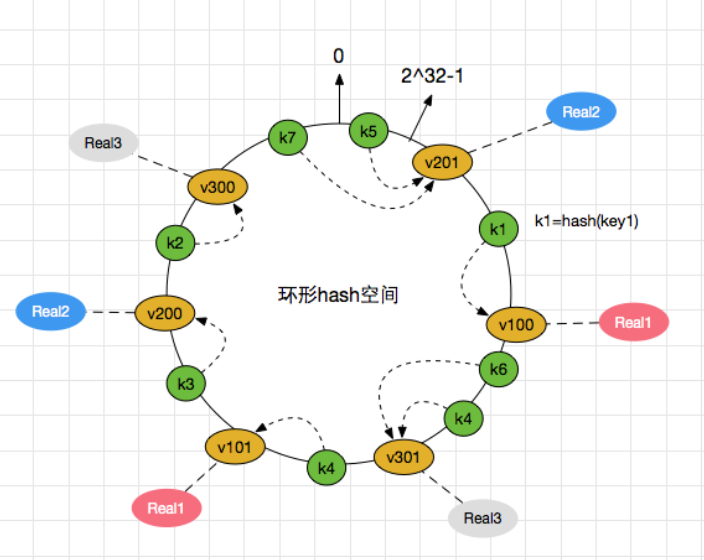 0
2^32-1
k7
k5
Real2
Real3
v201
v300
k1
k1=hash(key1)
k2
环形hash空间
Real2
v200
v100
Real1
k6
k3
k4
v101
v301
k4
Real1
Real3